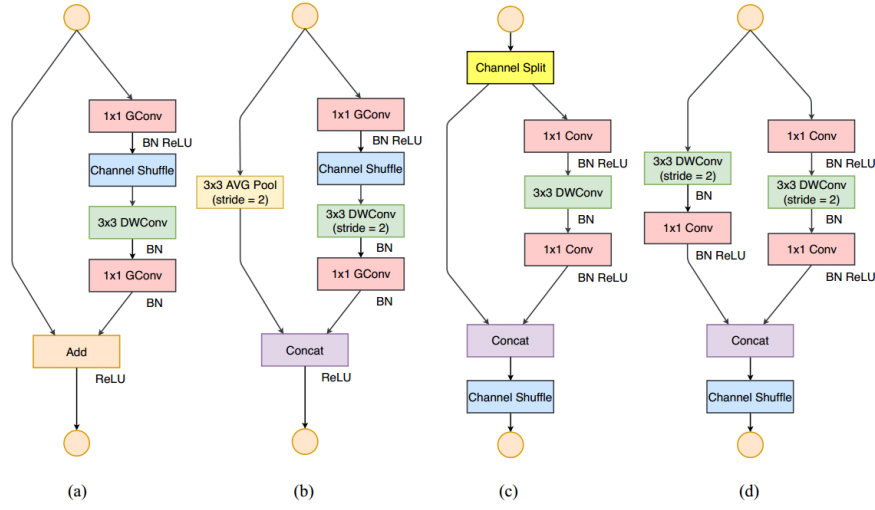 1x1 GConv
BN ReLU
Channel Shuffle
3x3 DWConv
BN
1x1 GConv
BN
Add
ReLU
(a)
1x1 GConv
BN ReLU
Channel Shuffle
3x3 AVG Pool
(stride = 2)
3x3 DWConv
(stride = 2)
BN
1x1 GConv
BN
Concat
ReLU
(b)
Channel Split
1x1 Conv
BN ReLU
3x3 DWConv
BN
1x1 Conv
BN ReLU
Concat
Channel Shuffle
(c)
3x3 DWConv
(stride = 2)
BN
1x1 Conv
BN ReLU
1x1 Conv
BN ReLU
3x3 DWConv
(stride = 2)
BN
1x1 Conv
BN ReLU
Concat
Channel Shuffle
(d)